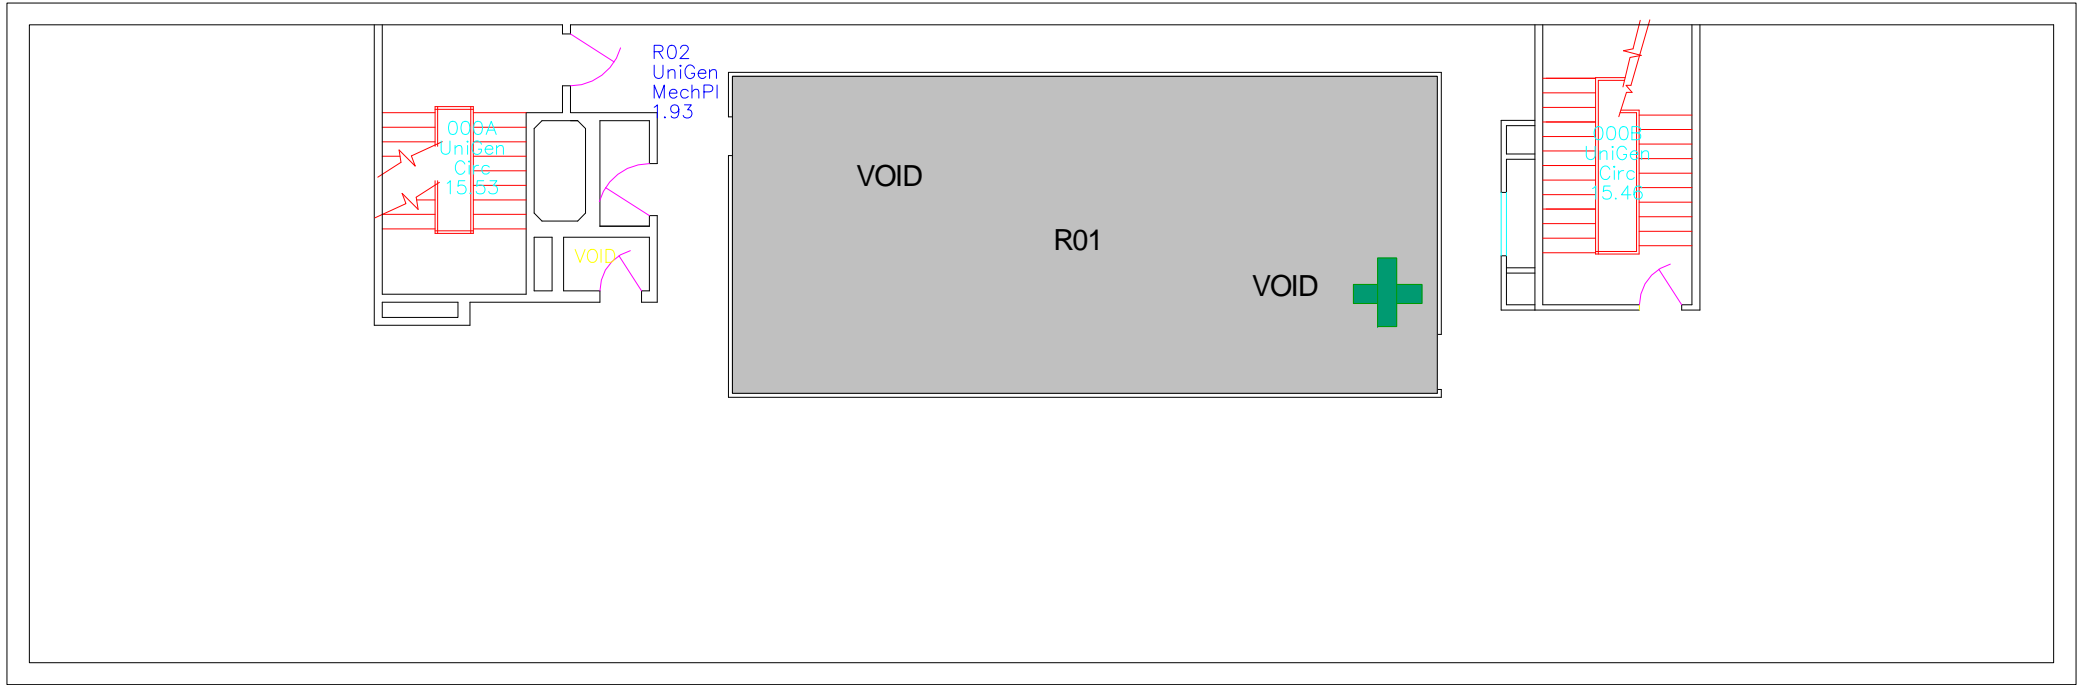 R02
UniGen
MechPl
1.93
000A
UniGen
Circ
15.53
VOID
VOID
R01
VOID
000B
UniGen
Circ
15.46